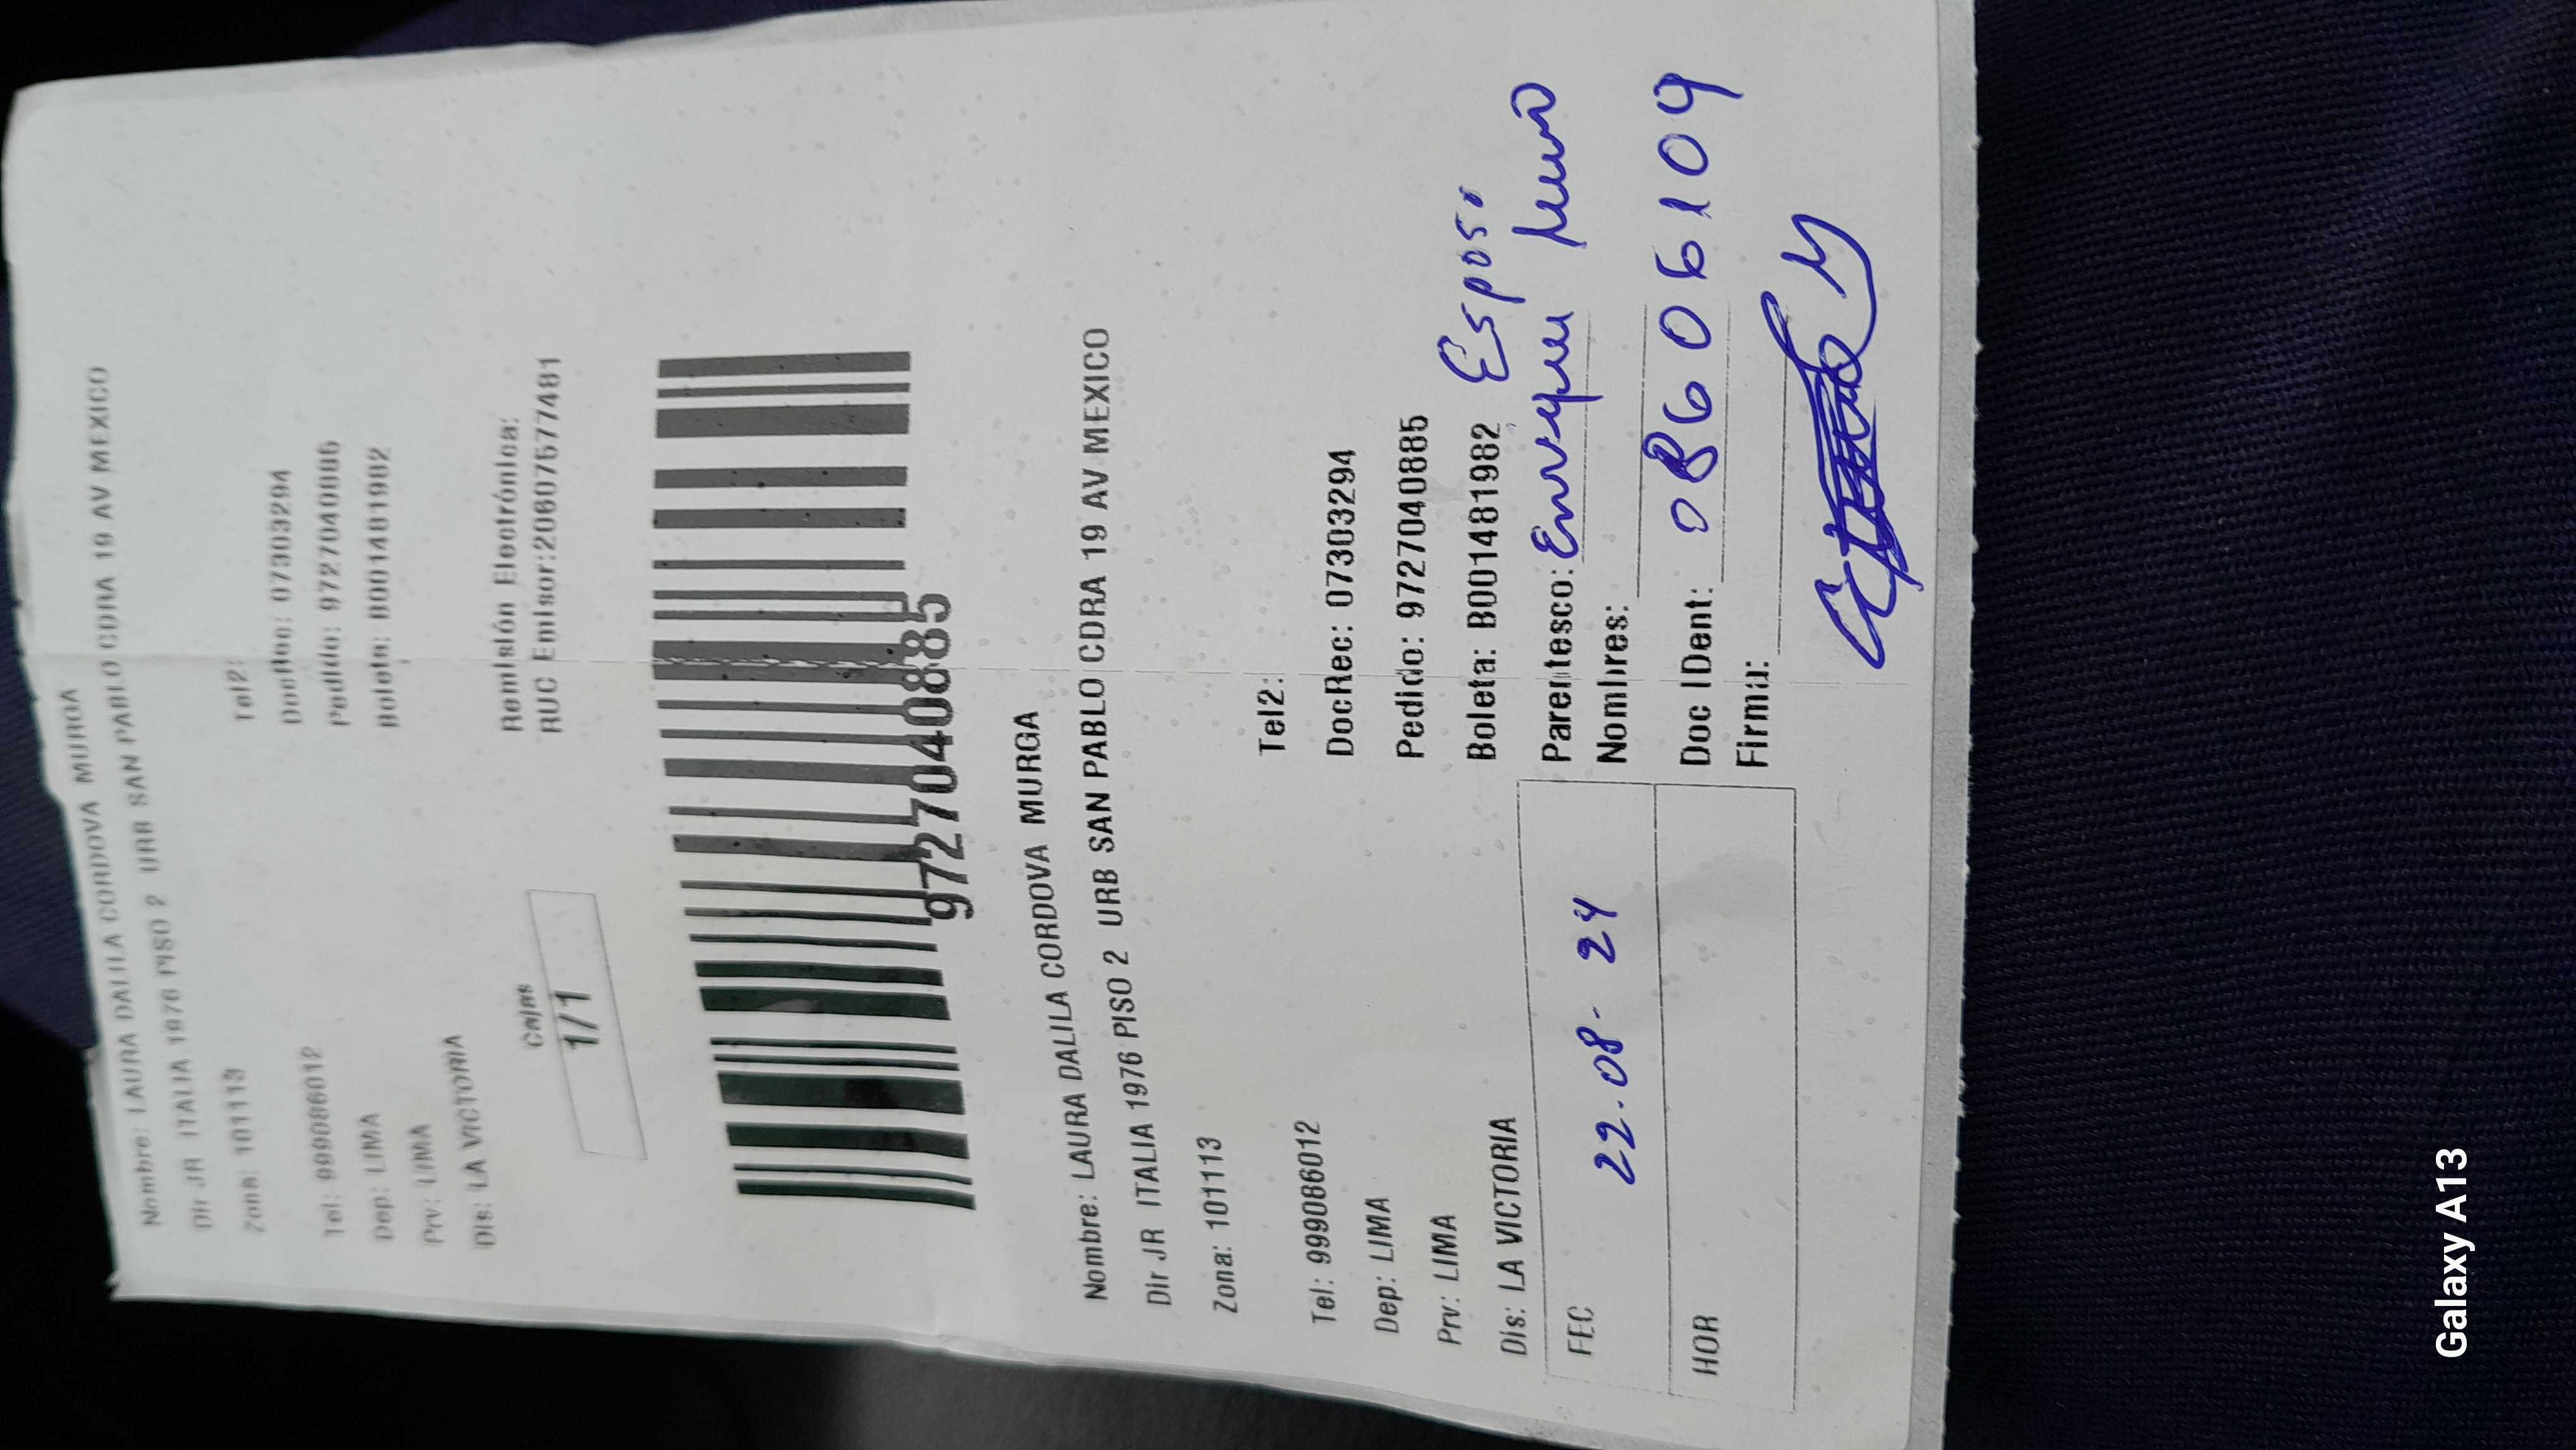 Nombre: LAURA DALILA CORDOVA MURGA
Dir JR ITALIA 1976 PISO 2 URB SAN PABLO CDRA 19 AV MEXICO
Zona: 101113
Tel: 999086012 Tel2:
Dep: LIMA DocRec: 07303294
Prv: LIMA Pedido: 9727040885
Dis: LA VICTORIA Boleta: B001481982
Cajas Remisión Electrónica:
1/1 RUC Emisor:20607577481
9727040885
Nombre: LAURA DALILA CORDOVA MURGA
Dir JR ITALIA 1976 PISO 2 URB SAN PABLO CDRA 19 AV MEXICO
Zona: 101113
Tel: 999086012 Tel2:
Dep: LIMA DocRec: 07303294
Prv: LIMA Pedido: 9727040885
Dis: LA VICTORIA Boleta: B001481982 Esposo
FEC 22.08-24 Parentesco:
Nombres:
HOR Doc IDent: 08606109
Firma:
Galaxy A13